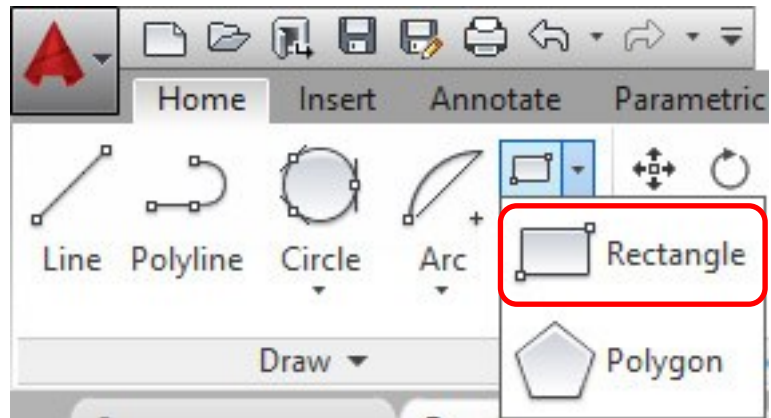 Home Insert Annotate Parametric
Line Polyline Circle Arc Rectangle
Polygon
Draw